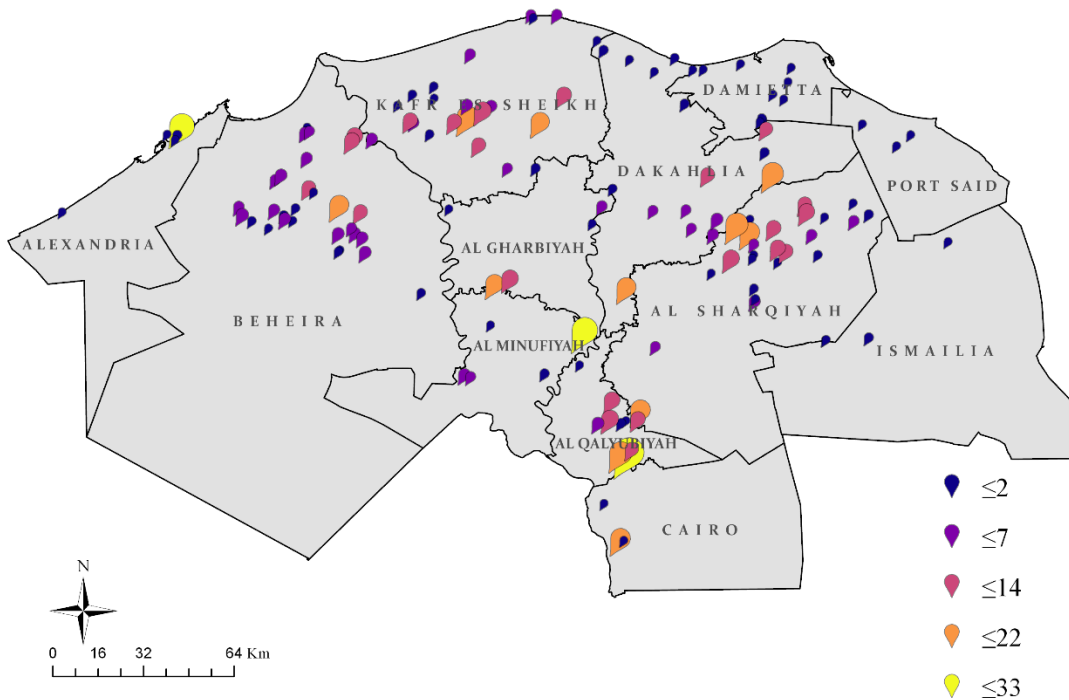 KAFR ES SHEIKH
DAMIETTA
DAKAHLIA
PORT SAID
ALEXANDRIA
AL GHARBIYAH
BEHEIRA
AL SHARQIYAH
AL MINUFIYAH
ISMAILIA
AL QALYUBIYAH
CAIRO
≤2
≤7
≤14
≤22
≤33
N
0 16 32 64 Km